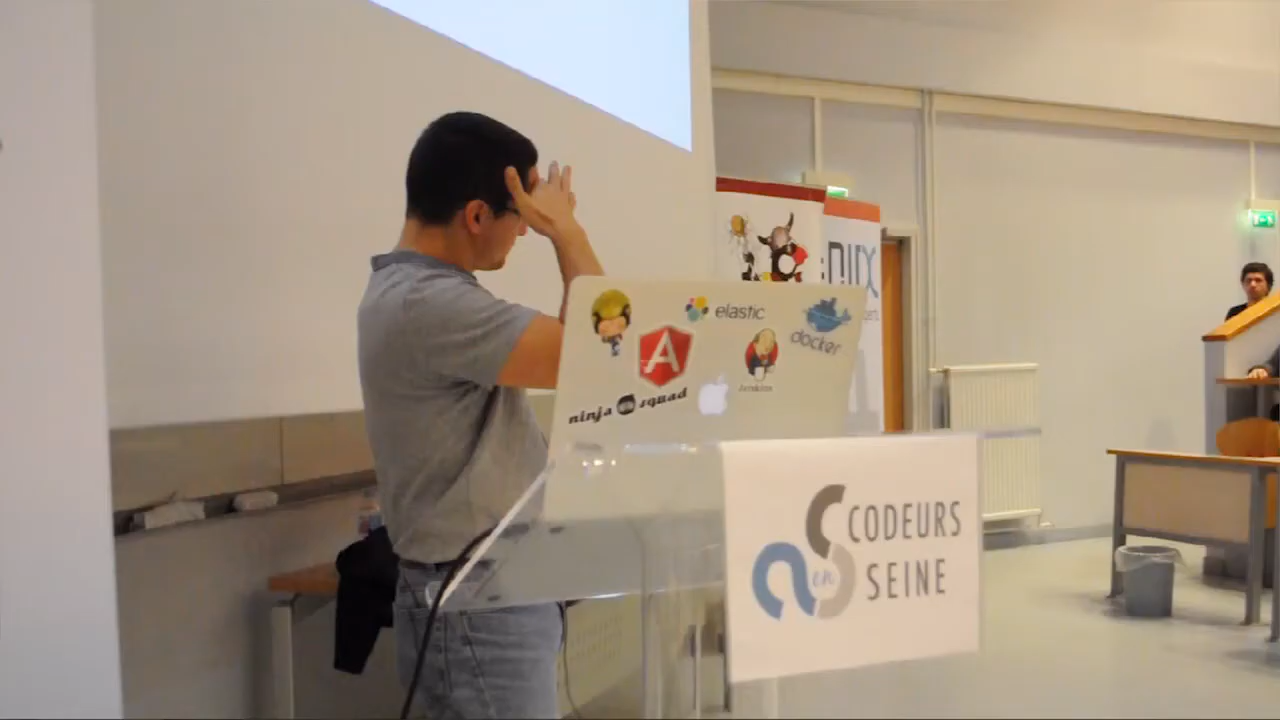 elastic
docker
A
Jenkins
ninja squad
CODEURS
en
SEINE